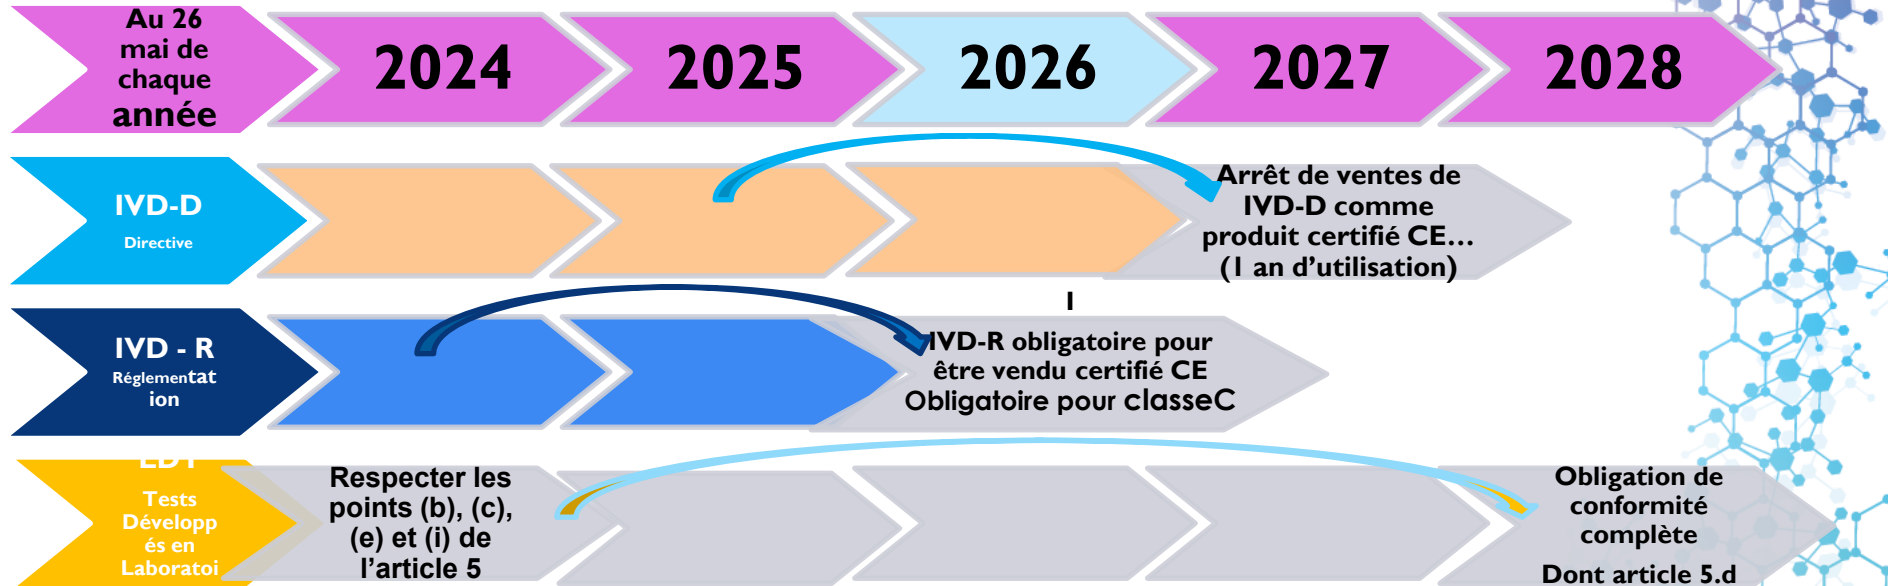 Au 26
mai de
chaque
année
2024
2025
2026
2027
2028
IVD-D
Directive
Arrêt de ventes de
IVD-D comme
produit certifié CE...
(1 an d'utilisation)
I
IVD - R
Réglementat
ion
IVD-R obligatoire pour
être vendu certifié CE
Obligatoire pour classeC
LDT
Tests
Développ
és en
Laboratoi
Respecter les
points (b), (c),
(e) et (i) de
l'article 5
Obligation de
conformité
complète
Dont article 5.d